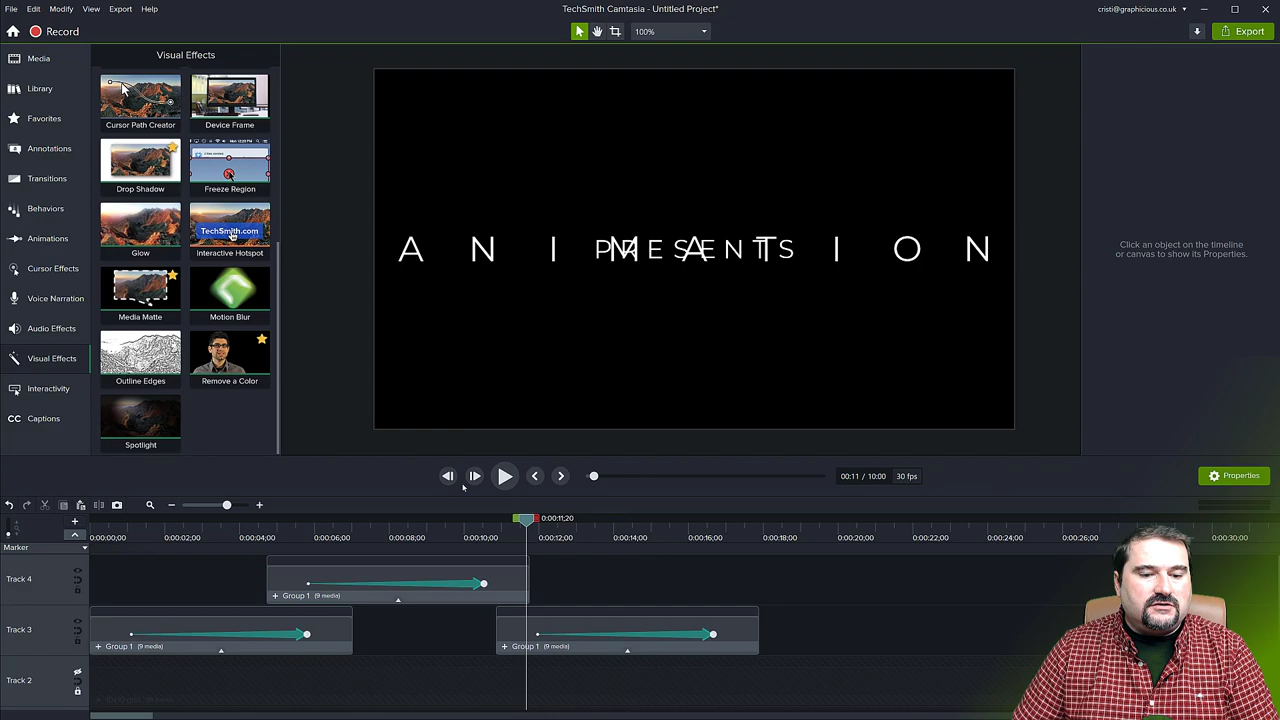 File Edit Modify View Export Help
TechSmith Camtasia - Untitled Project*
cristi@graphicious.co.uk
Record
100%
Export
Media
Library
Favorites
Annotations
Transitions
Behaviors
Animations
Cursor Effects
Voice Narration
Audio Effects
Visual Effects
Interactivity
CC Captions
Visual Effects
Cursor Path Creator
Device Frame
Drop Shadow
Freeze Region
Glow
TechSmith.com
Interactive Hotspot
Media Matte
Motion Blur
Outline Edges
Remove a Color
Spotlight
ANIMATION
PRESENTS
Click an object on the timeline
or canvas to show its Properties.
00:11 / 10:00 30 fps
Properties
0:00:11;20
Marker
0:00:00;00 0:00:02;00 0:00:04;00 0:00:06;00 0:00:08;00 0:00:10;00 0:00:12;00 0:00:14;00 0:00:16;00 0:00:18;00 0:00:20;00 0:00:22;00 0:00:24;00 0:00:26;00 0:00:30;00
Track 4
+ Group 1 (9 media)
Track 3
+ Group 1 (9 media)
+ Group 1 (9 media)
Track 2